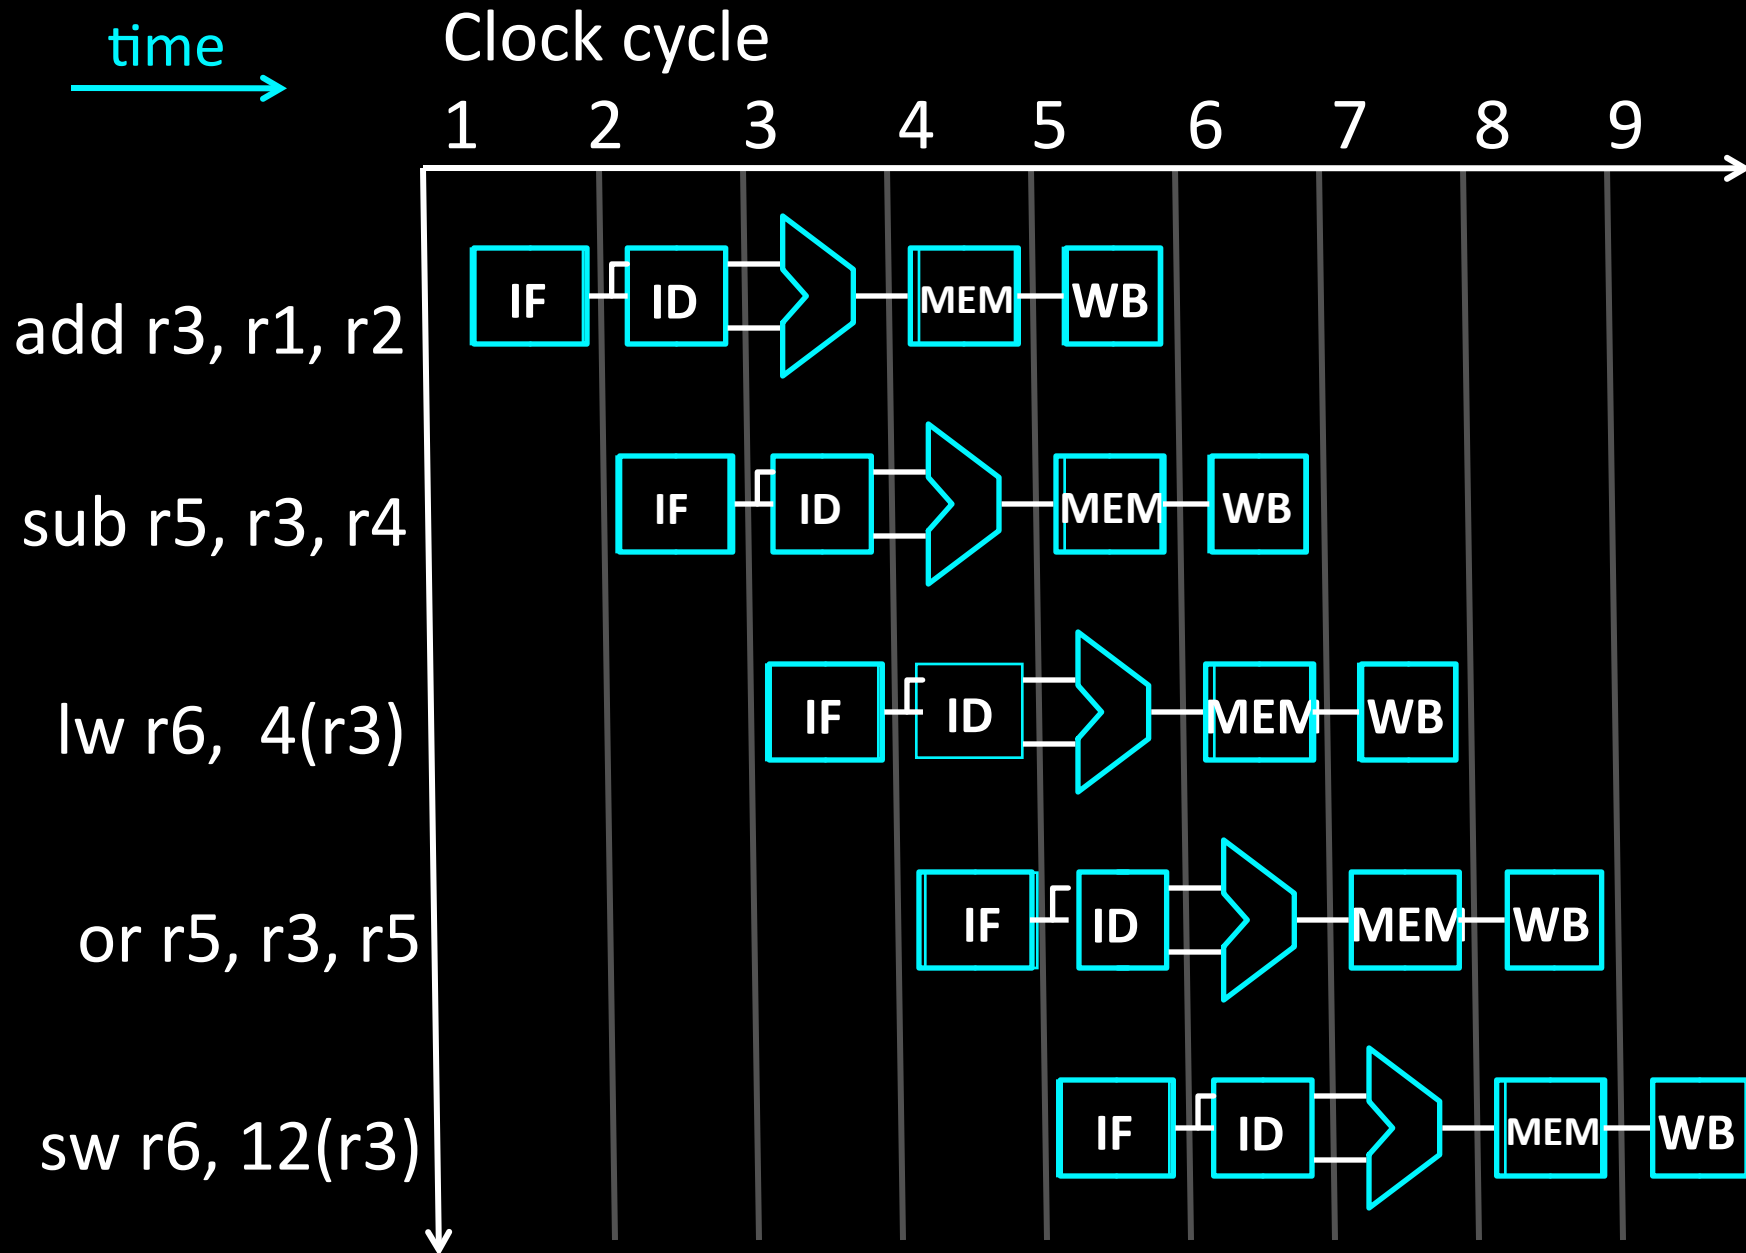 time
Clock cycle
1 2 3 4 5 6 7 8 9
add r3, r1, r2 IF ID MEM WB
sub r5, r3, r4 IF ID MEM WB
lw r6, 4(r3) IF ID MEM WB
or r5, r3, r5 IF ID MEM WB
sw r6, 12(r3) IF ID MEM WB